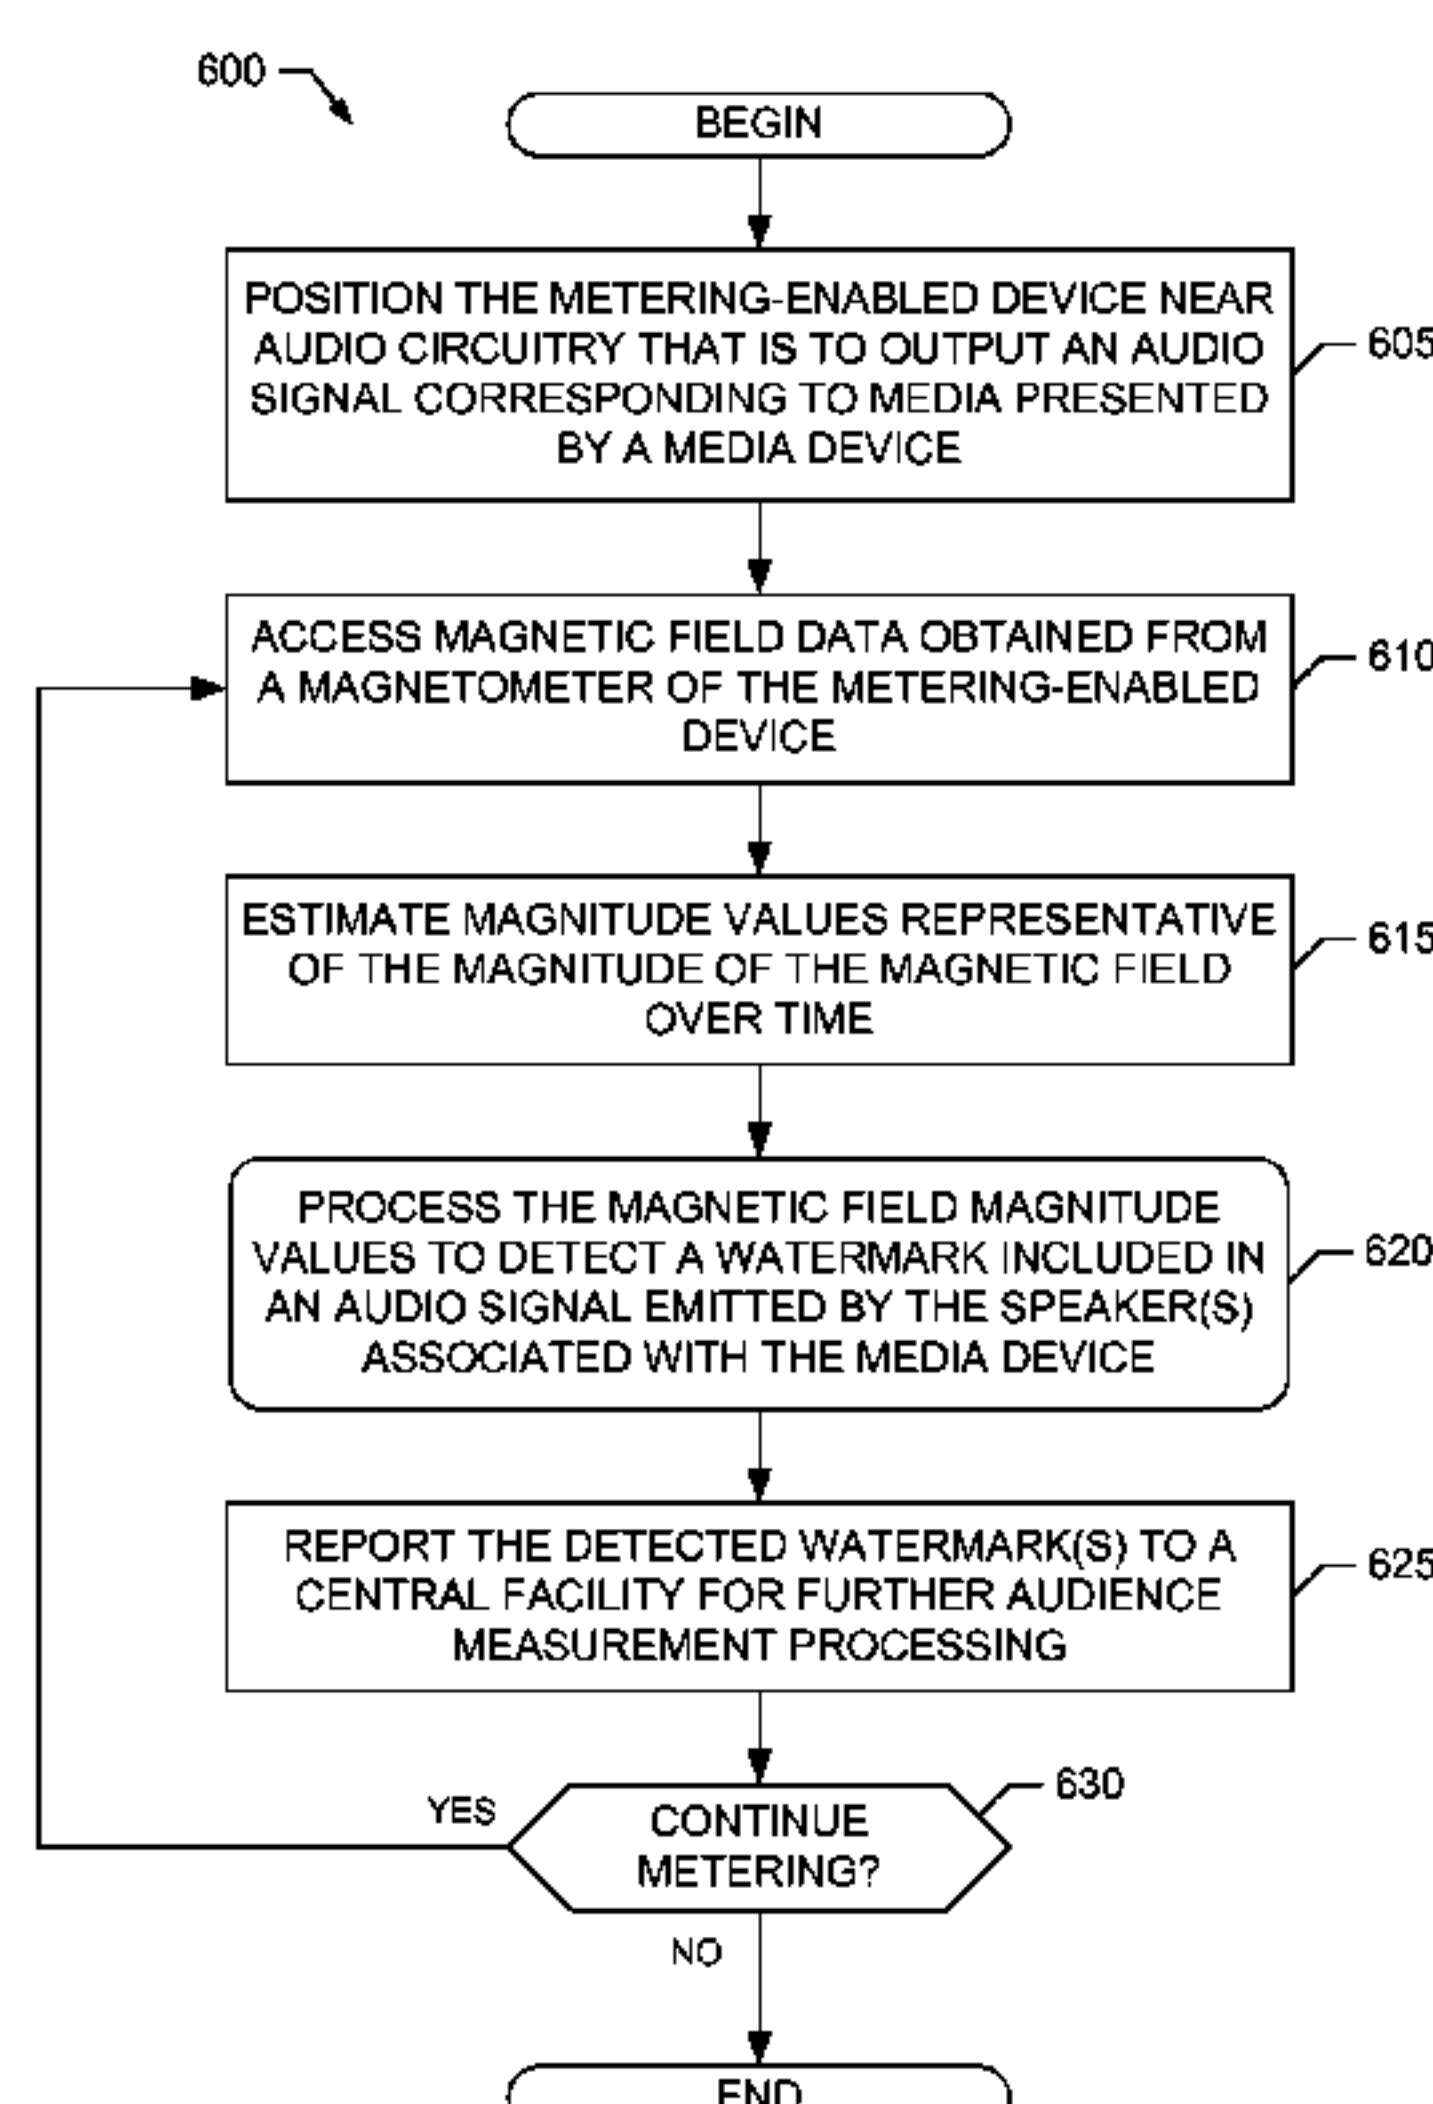 600
BEGIN
POSITION THE METERING-ENABLED DEVICE NEAR
AUDIO CIRCUITRY THAT IS TO OUTPUT AN AUDIO
SIGNAL CORRESPONDING TO MEDIA PRESENTED
BY A MEDIA DEVICE
605
ACCESS MAGNETIC FIELD DATA OBTAINED FROM
A MAGNETOMETER OF THE METERING-ENABLED
DEVICE
610
ESTIMATE MAGNITUDE VALUES REPRESENTATIVE
OF THE MAGNITUDE OF THE MAGNETIC FIELD
OVER TIME
615
PROCESS THE MAGNETIC FIELD MAGNITUDE
VALUES TO DETECT A WATERMARK INCLUDED IN
AN AUDIO SIGNAL EMITTED BY THE SPEAKER(S)
ASSOCIATED WITH THE MEDIA DEVICE
620
REPORT THE DETECTED WATERMARK(S) TO A
CENTRAL FACILITY FOR FURTHER AUDIENCE
MEASUREMENT PROCESSING
625
CONTINUE
METERING?
630
YES
NO
END